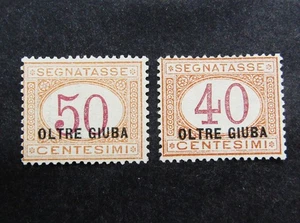 SEGNATASSE
50
OLTRE GIUBA
CENTESIMI
SEGNATASSE
40
OLTRE GIUBA
CENTESIMI